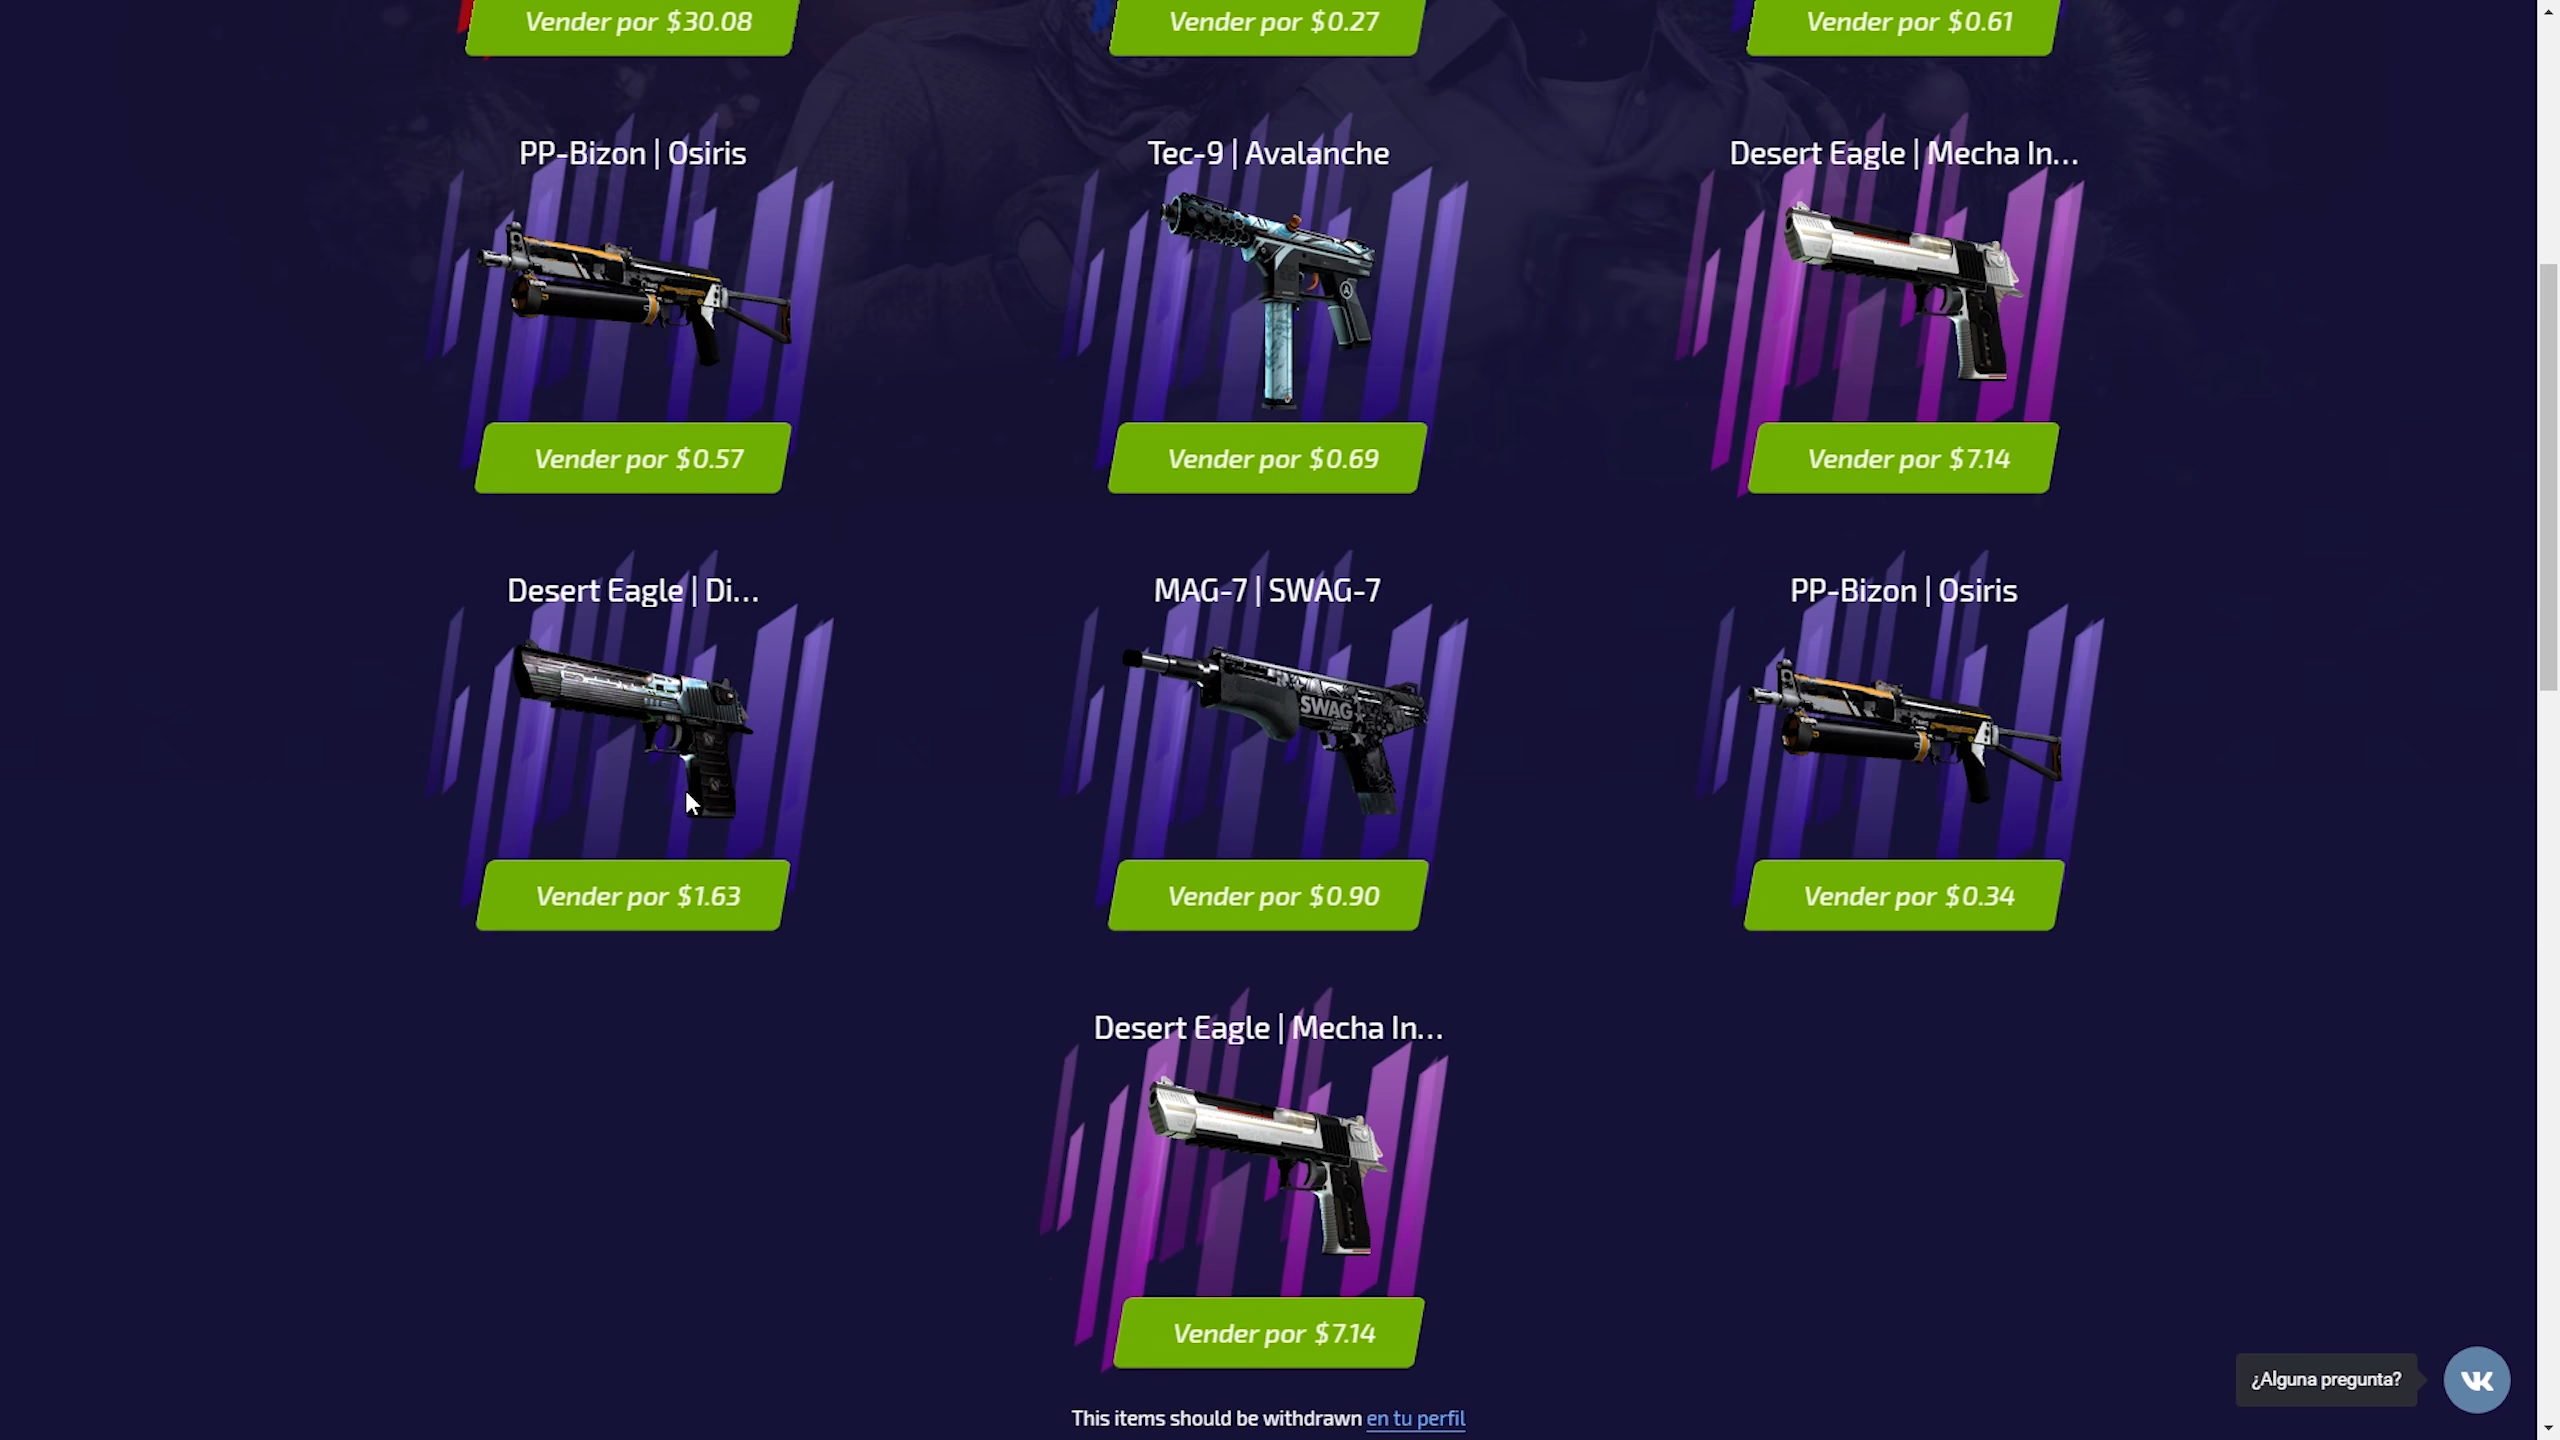 Vender por $30.08
Vender por $0.27
Vender por $0.61
PP-Bizon | Osiris
Tec-9 | Avalanche
Desert Eagle | Mecha In...
Vender por $0.57
Vender por $0.69
Vender por $7.14
Desert Eagle | Di...
MAG-7 | SWAG-7
PP-Bizon | Osiris
SWAG
Vender por $1.63
Vender por $0.90
Vender por $0.34
Desert Eagle | Mecha In...
Vender por $7.14
¿Alguna pregunta?
This items should be withdrawn en tu perfil